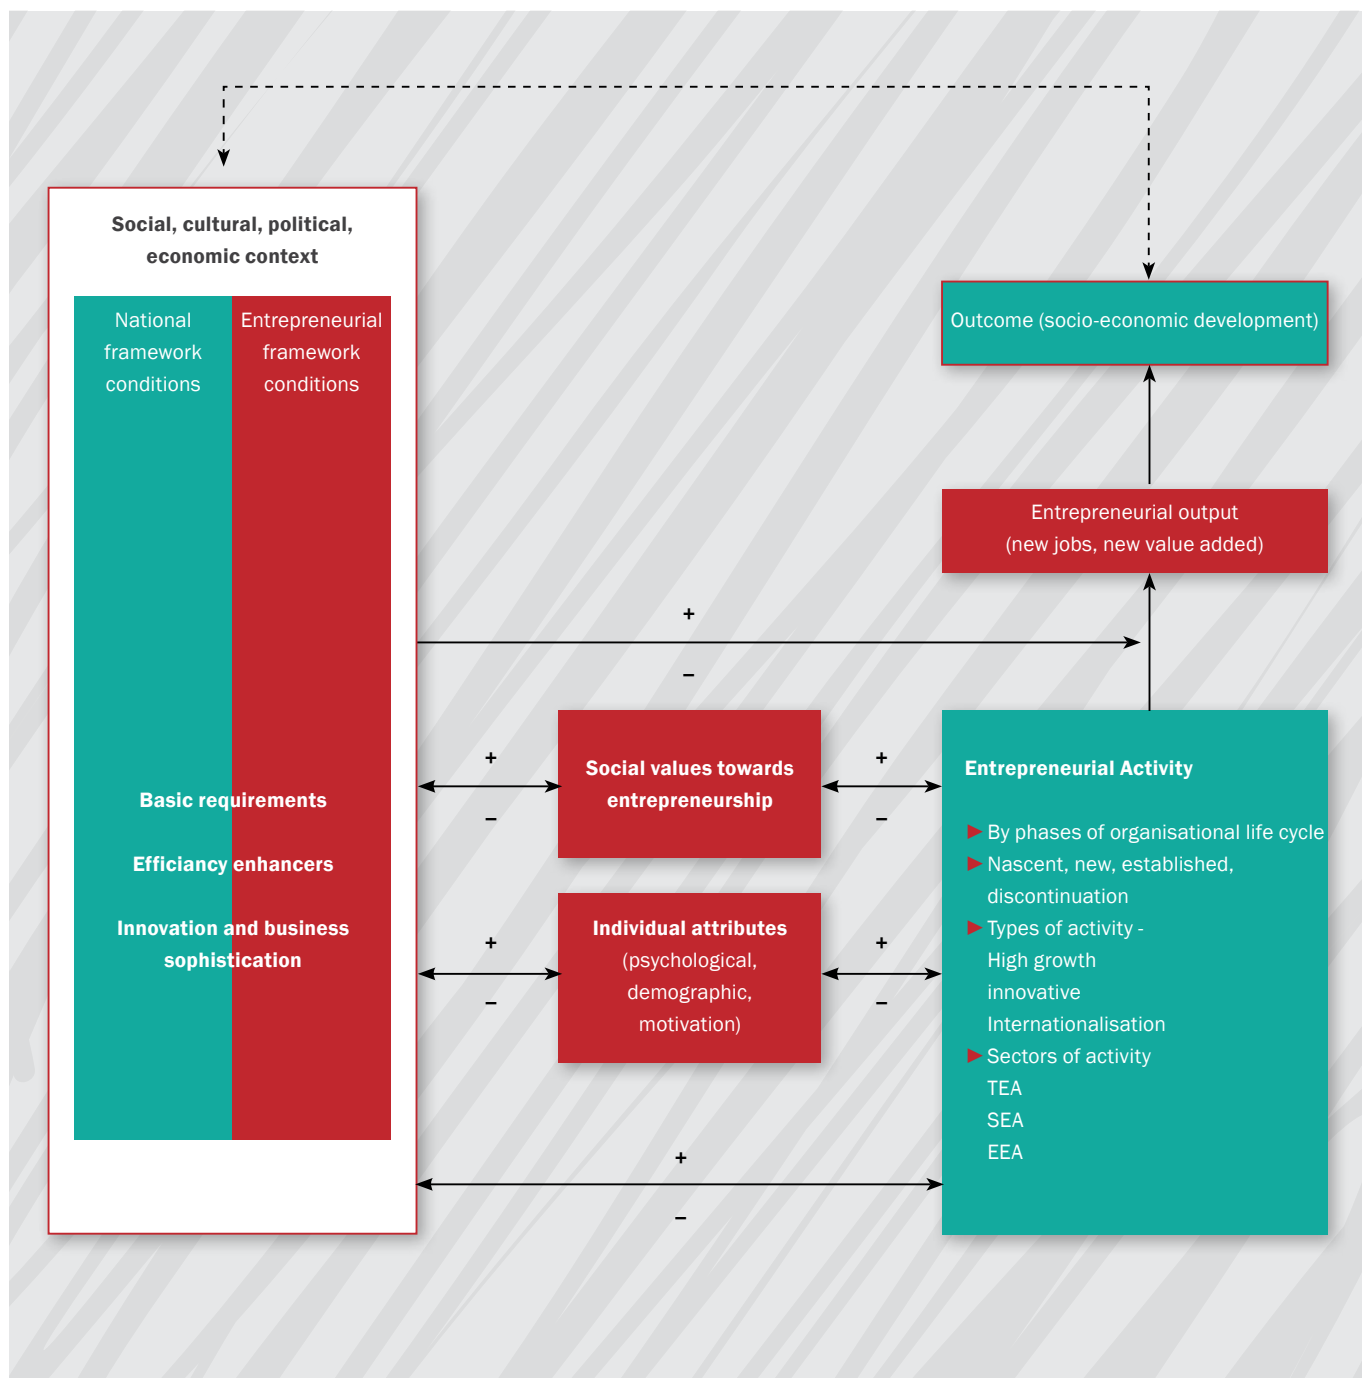 Social, cultural, political,
economic context
National
framework
conditions
Entrepreneurial
framework
conditions
Basic requirements
Efficiancy enhancers
Innovation and business
sophistication
Outcome (socio-economic development)
Entrepreneurial output
(new jobs, new value added)
+
–
+
–
Social values towards
entrepreneurship
+
–
+
–
Individual attributes
(psychological,
demographic,
motivation)
+
–
+
–
Entrepreneurial Activity
► By phases of organisational life cycle
► Nascent, new, established,
discontinuation
► Types of activity -
High growth
innovative
Internationalisation
► Sectors of activity
TEA
SEA
EEA